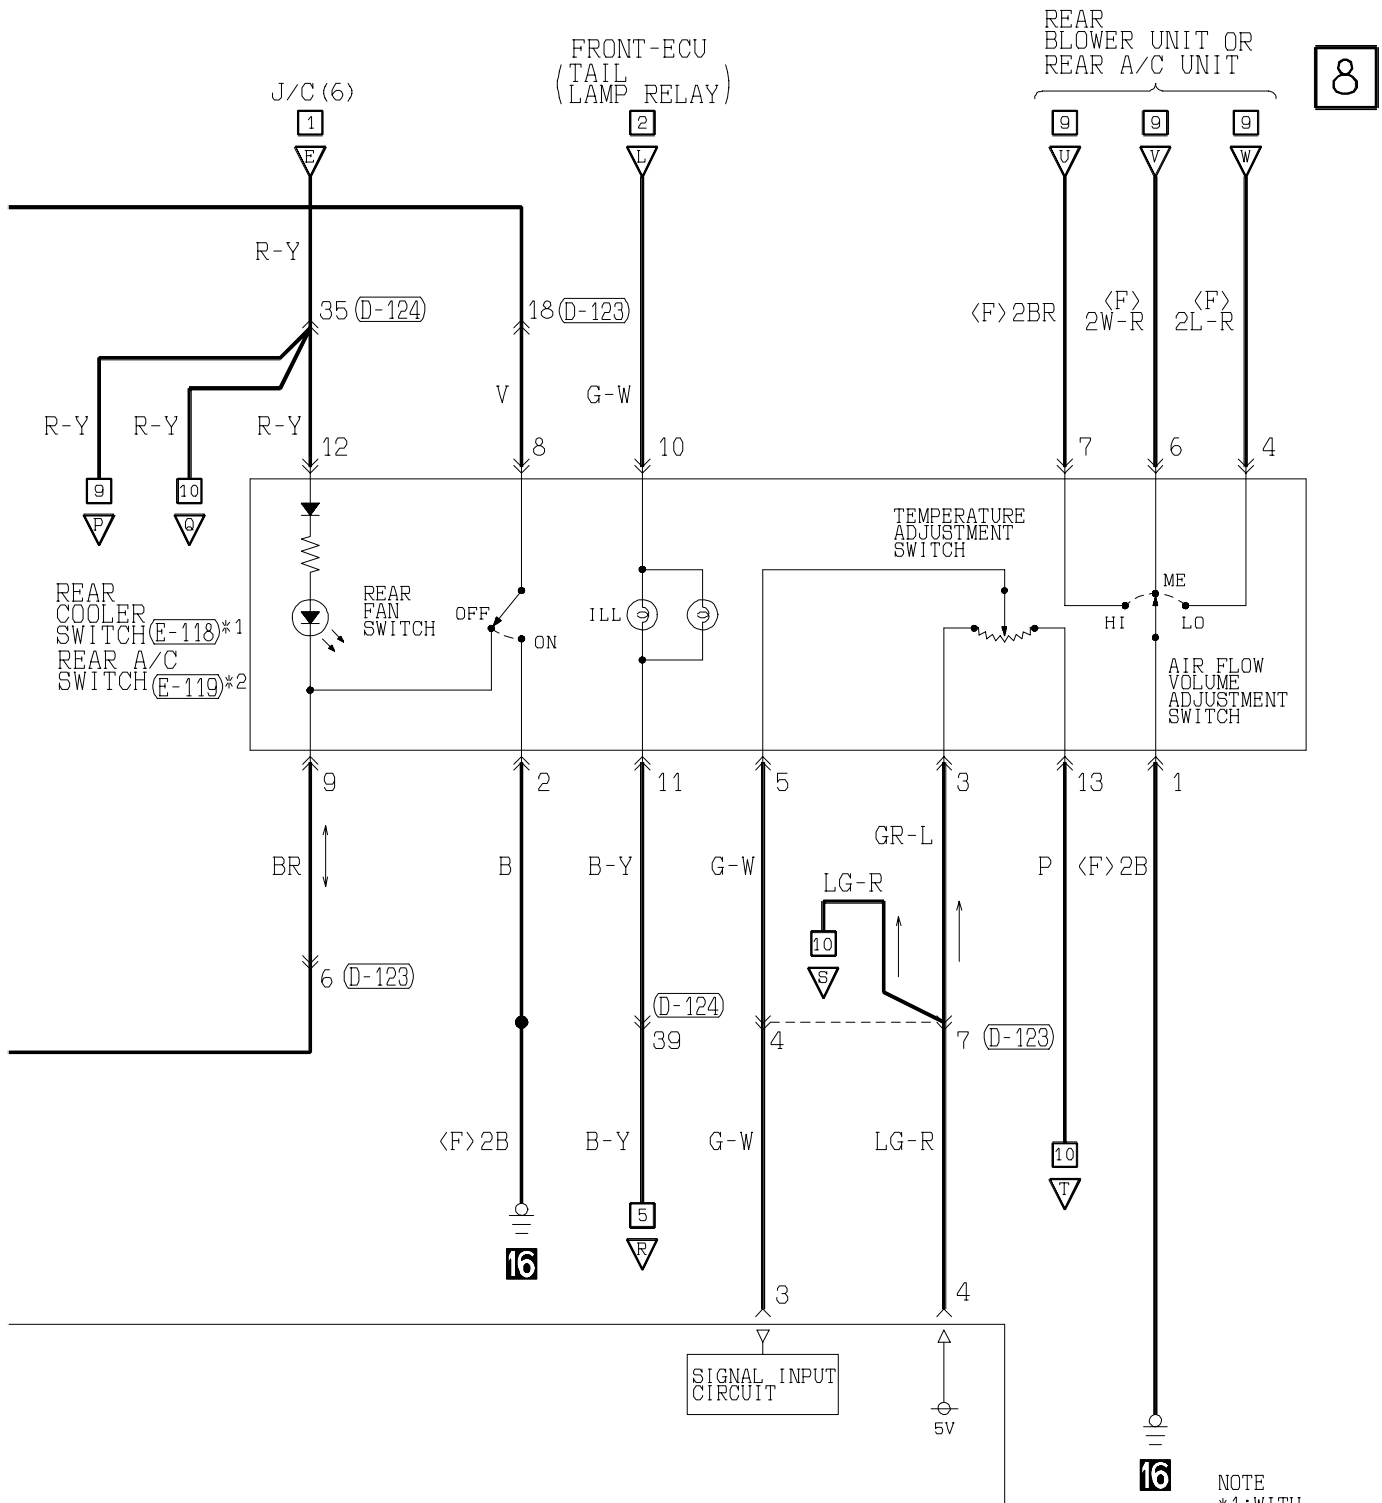 REAR
BLOWER UNIT OR
REAR A/C UNIT
8
FRONT-ECU
(TAIL
LAMP RELAY)
J/C(6)
1
2
9
9
9
E
L
U
V
W
R-Y
35
D-124
18
D-123
<F>2BR
<F>
2W-R
<F>
2L-R
V
G-W
R-Y
R-Y
R-Y
12
8
10
7
6
4
9
10
P
Q
TEMPERATURE
ADJUSTMENT
SWITCH
REAR
COOLER
SWITCH
E-118
*1
REAR A/C
SWITCH
E-119
*2
REAR
FAN
SWITCH
OFF
ON
ILL
ME
HI
LO
AIR FLOW
VOLUME
ADJUSTMENT
SWITCH
9
2
11
5
3
13
1
GR-L
BR
B
B-Y
G-W
P
<F>2B
LG-R
10
S
6
D-123
D-124
39
4
7
D-123
<F>2B
B-Y
G-W
LG-R
10
T
5
R
16
3
4
SIGNAL INPUT
CIRCUIT
5V
16
NOTE
*1:WITH